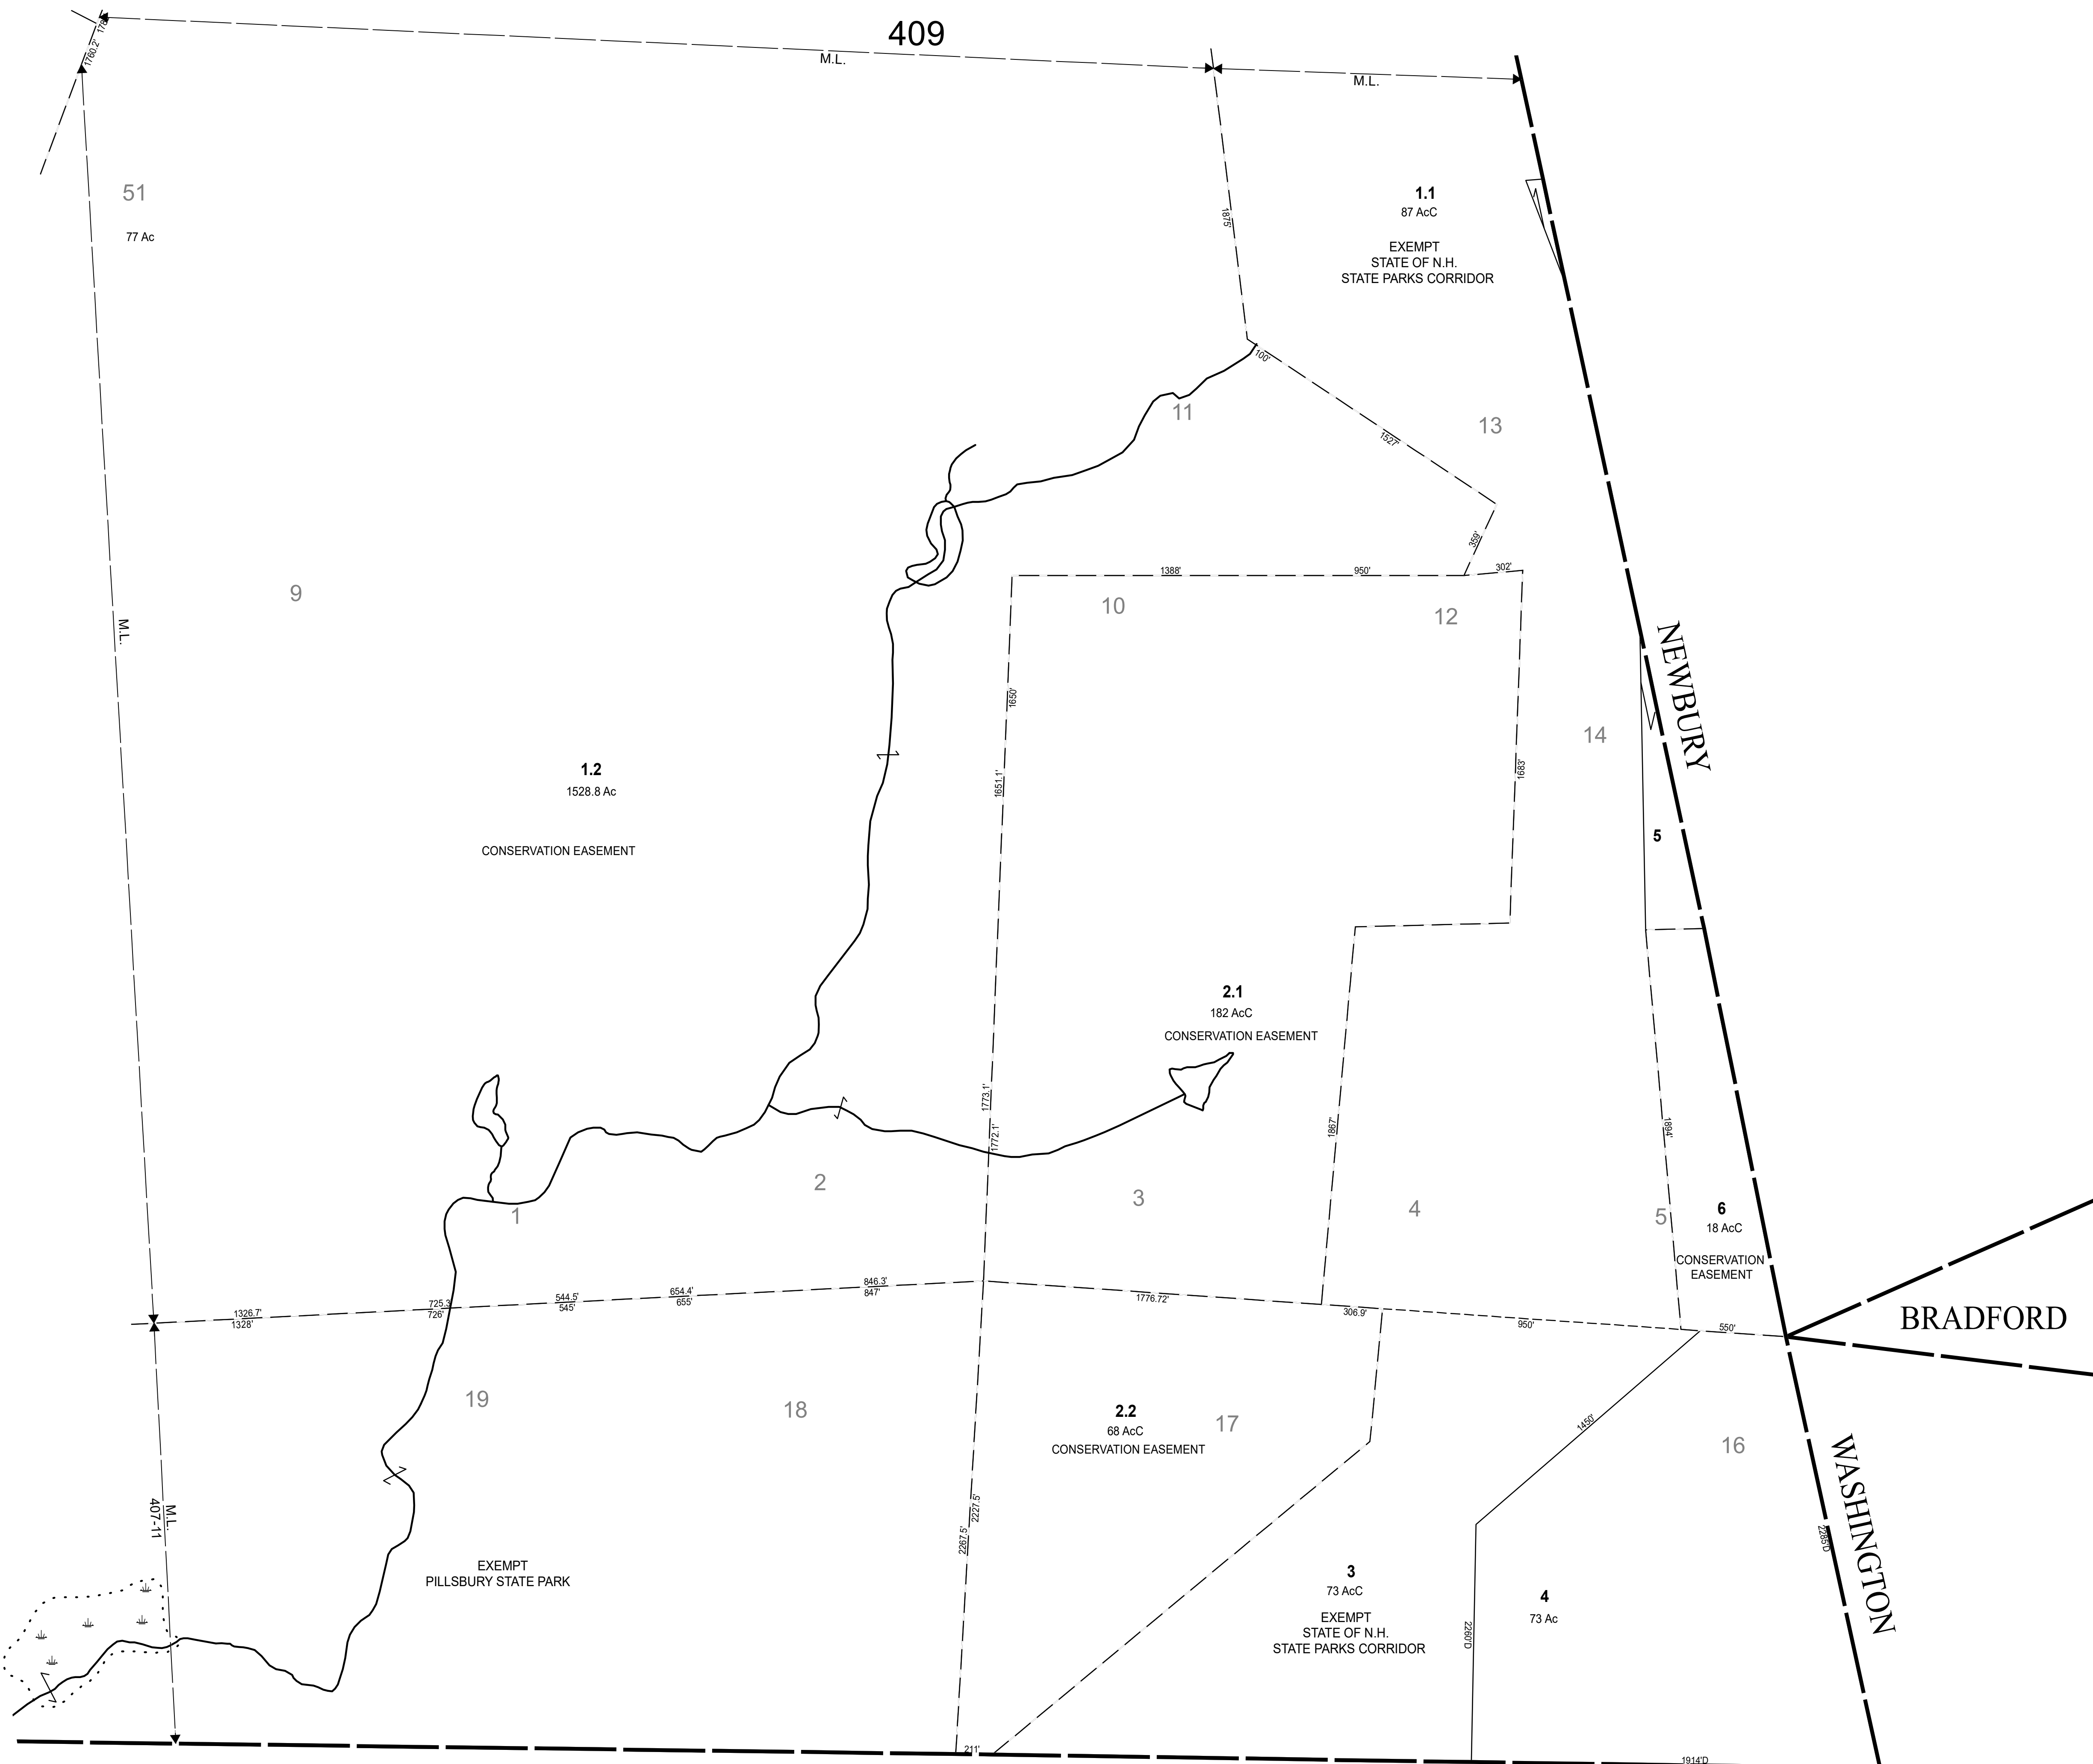 409
M.L.
M.L.
1760.2'
51
77 Ac
1875'
1.1
87 AcC
EXEMPT
STATE OF N.H.
STATE PARKS CORRIDOR
100'
11
1527'
13
359'
1388'
950'
302'
9
M.L.
10
12
NEWBURY
1650'
1651.1'
1683'
14
1.2
1528.8 Ac
CONSERVATION EASEMENT
5
2.1
182 AcC
CONSERVATION EASEMENT
1773.1'
1772.1'
1867'
1894'
1
2
3
4
5
6
18 AcC
CONSERVATION
EASEMENT
1326.7'
1328'
725.3
726'
544.5'
545'
654.4'
655'
846.3'
847'
1776.72'
306.9'
950'
550'
BRADFORD
19
18
2.2
68 AcC
CONSERVATION EASEMENT
17
1450'
16
WASHINGTON
M.L.
407-11
2267.5'
2227.5'
2285'D
EXEMPT
PILLSBURY STATE PARK
3
73 AcC
EXEMPT
STATE OF N.H.
STATE PARKS CORRIDOR
2260'D
4
73 Ac
211'
1914'D